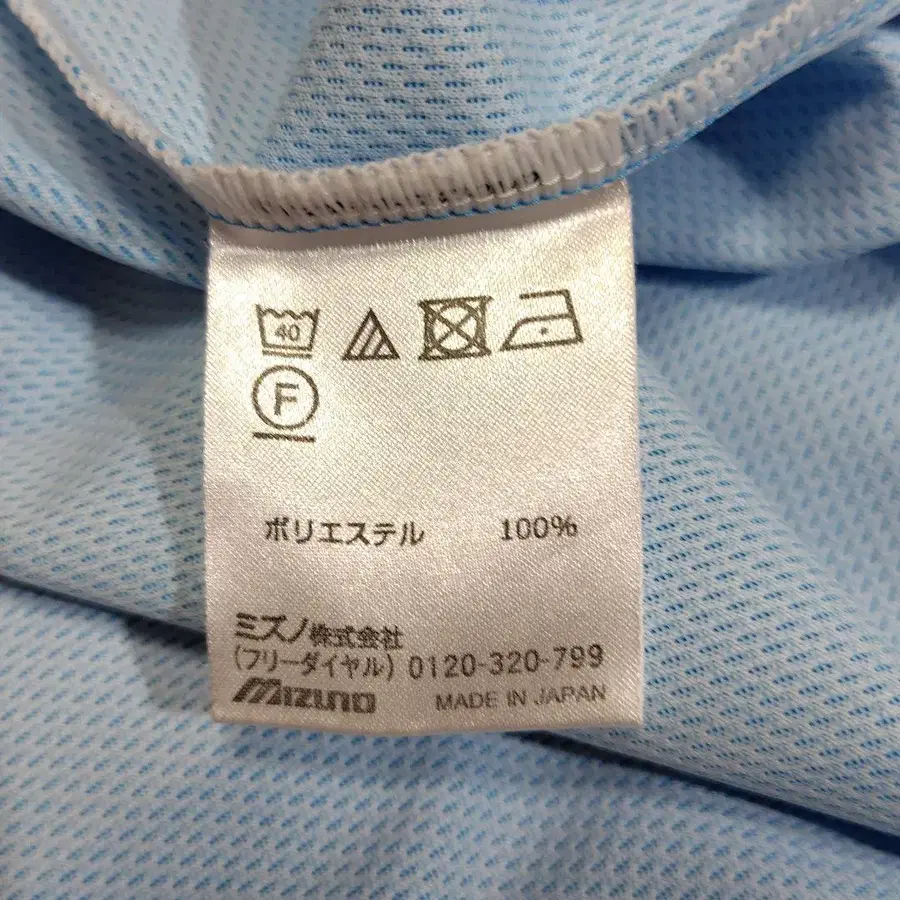 40
F
ポリエステル 100%
ミズノ株式会社
(フリーダイヤル) 0120-320-799
MIZUNO MADE IN JAPAN